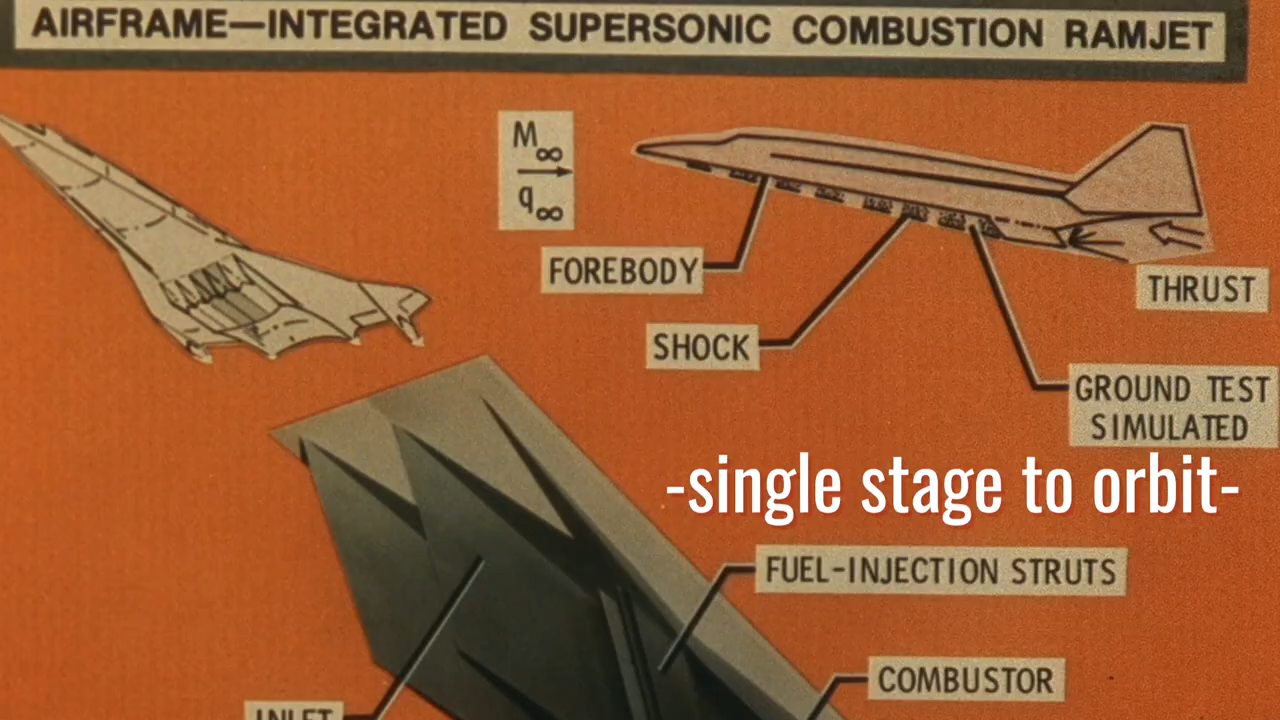 AIRFRAME—INTEGRATED SUPERSONIC COMBUSTION RAMJET
M∞
q∞
FOREBODY
THRUST
SHOCK
GROUND TEST
SIMULATED
-single stage to orbit-
FUEL-INJECTION STRUTS
COMBUSTOR
INLET